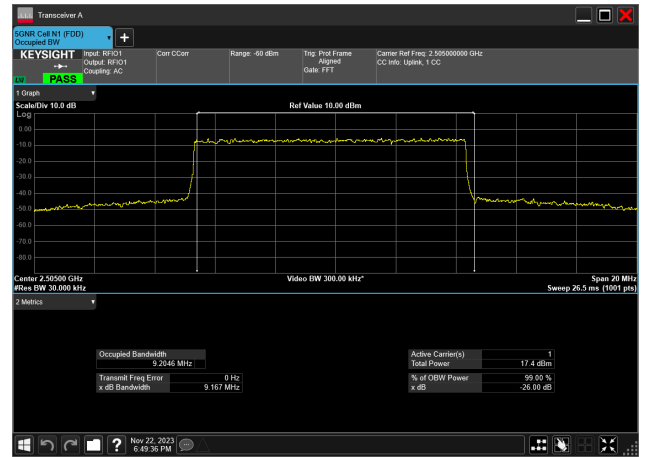 Transceiver A
5GNR Cell N1 (FDD)
Occupied BW
+
KEYSIGHT
LXI
PASS
Input: RFIO1
Output: RFIO1
Coupling: AC
Corr CCorr
Range: -60 dBm
Trig: Prot Frame
Aligned
Gate: FFT
Carrier Ref Freq: 2.505000000 GHz
CC Info: Uplink, 1 CC
1 Graph
Scale/Div 10.0 dB
Ref Value 10.00 dBm
Log
0.00
-10.0
-20.0
-30.0
-40.0
-50.0
-60.0
-70.0
-80.0
Center 2.50500 GHz
#Res BW 30.000 kHz
Video BW 300.00 kHz*
Span 20 MHz
Sweep 26.5 ms (1001 pts)
2 Metrics
Occupied Bandwidth
9.2046 MHz
Transmit Freq Error 0 Hz
x dB Bandwidth 9.167 MHz
Active Carrier(s) 1
Total Power 17.4 dBm
% of OBW Power 99.00 %
x dB -26.00 dB
?
Nov 22, 2023
6:49:36 PM